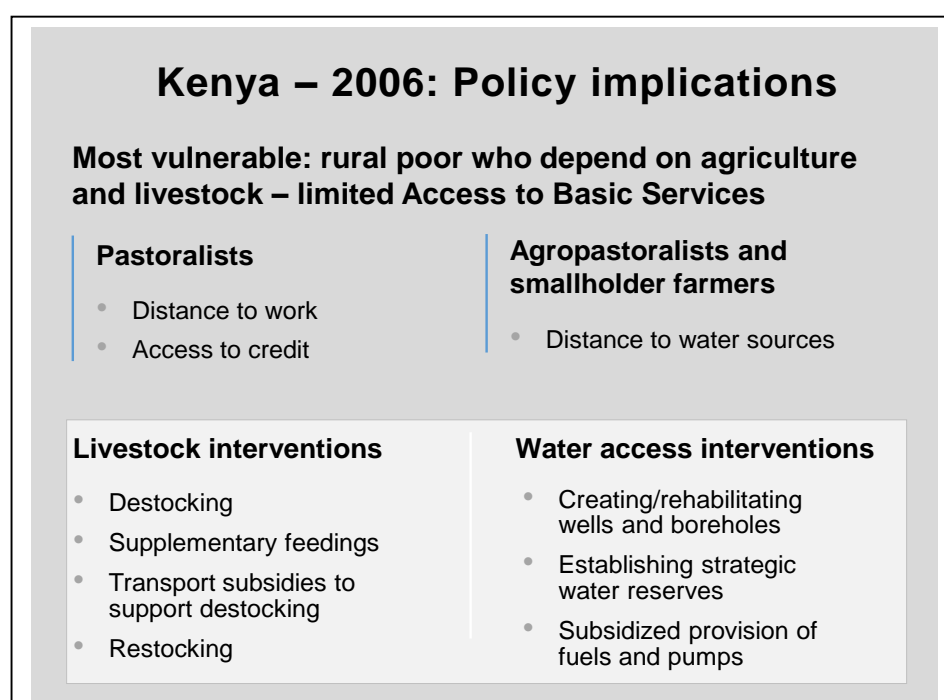 Kenya – 2006: Policy implications
Most vulnerable: rural poor who depend on agriculture
and livestock – limited Access to Basic Services
Pastoralists
• Distance to work
• Access to credit
Agropastoralists and
smallholder farmers
• Distance to water sources
Livestock interventions
• Destocking
• Supplementary feedings
• Transport subsidies to
support destocking
• Restocking
Water access interventions
• Creating/rehabilitating
wells and boreholes
• Establishing strategic
water reserves
• Subsidized provision of
fuels and pumps